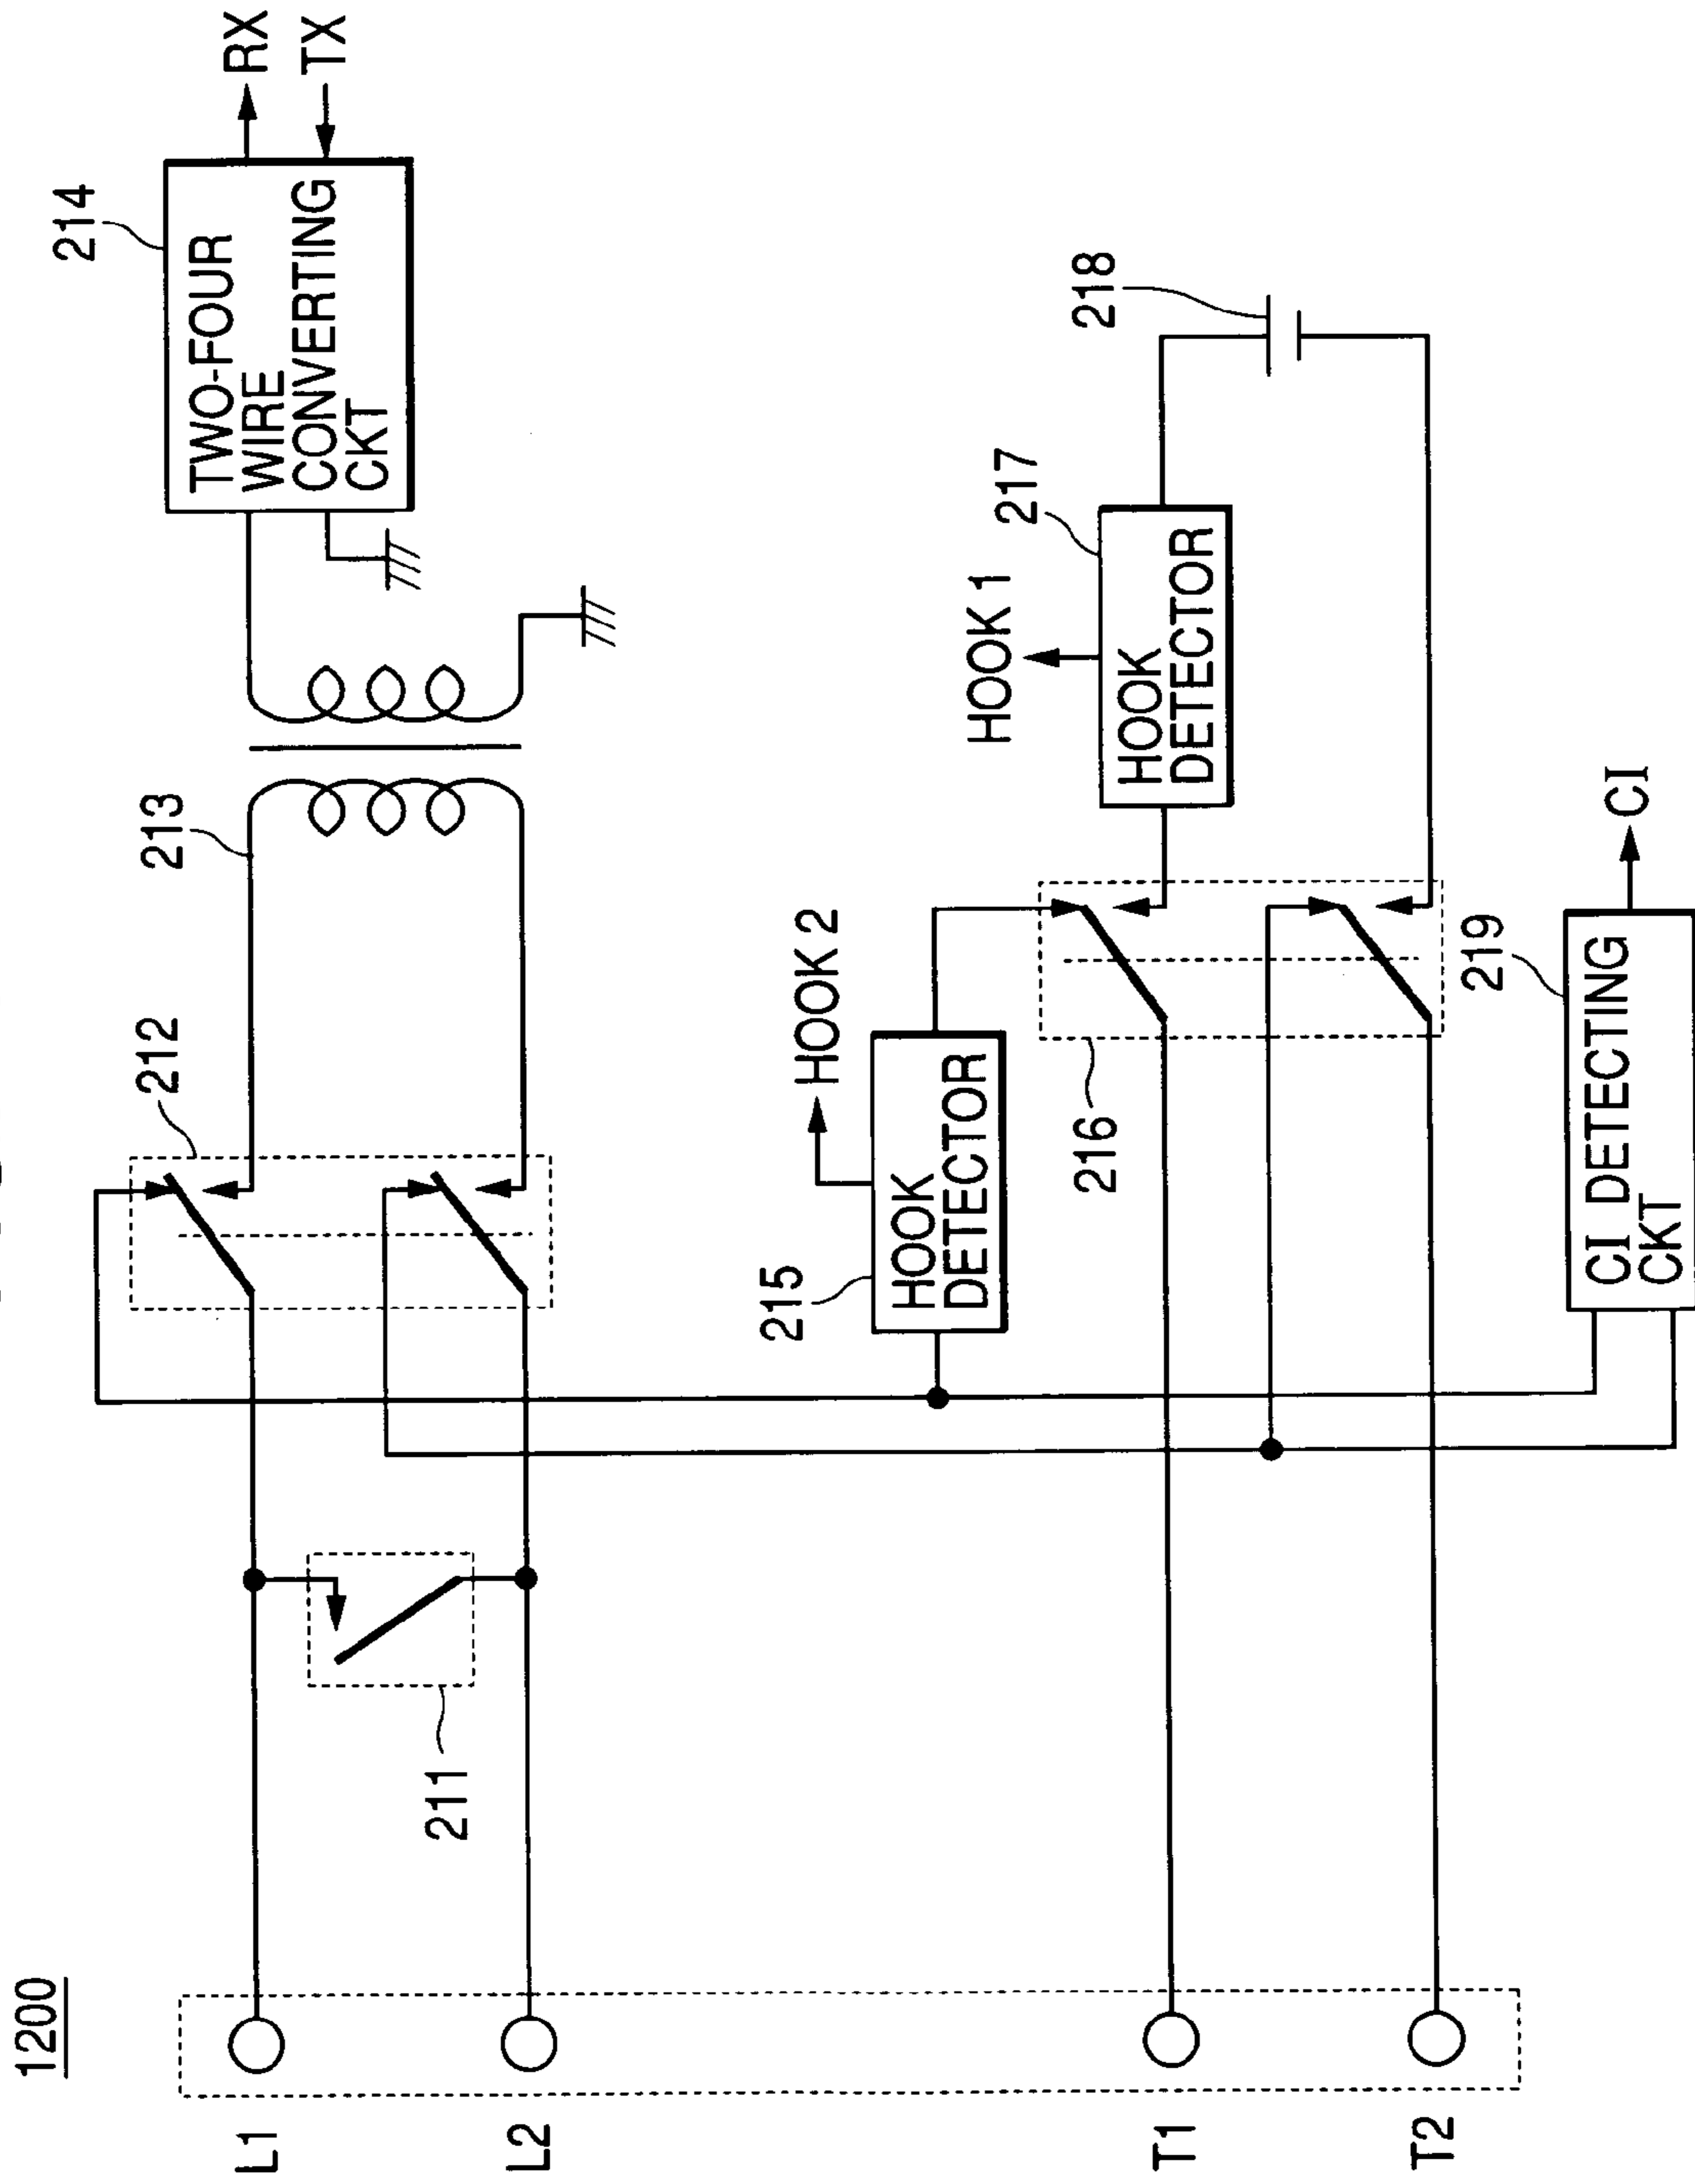 1200
L1
L2
T1
T2
211
212
213
214
TWO-FOUR
WIRE
CONVERTING
CKT
RX
TX
215
HOOK
DETECTOR
HOOK 2
216
217
HOOK
DETECTOR
HOOK 1
218
219
CI DETECTING
CKT
CI